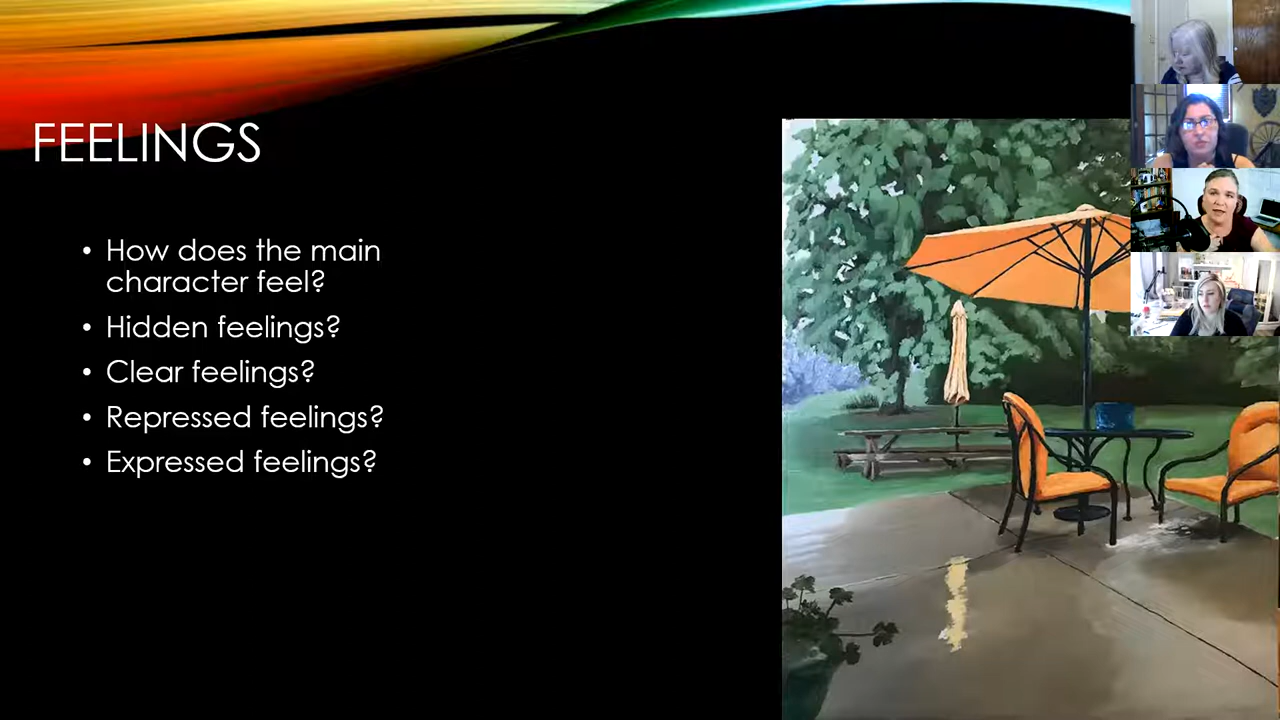 FEELINGS
• How does the main
character feel?
• Hidden feelings?
• Clear feelings?
• Repressed feelings?
• Expressed feelings?